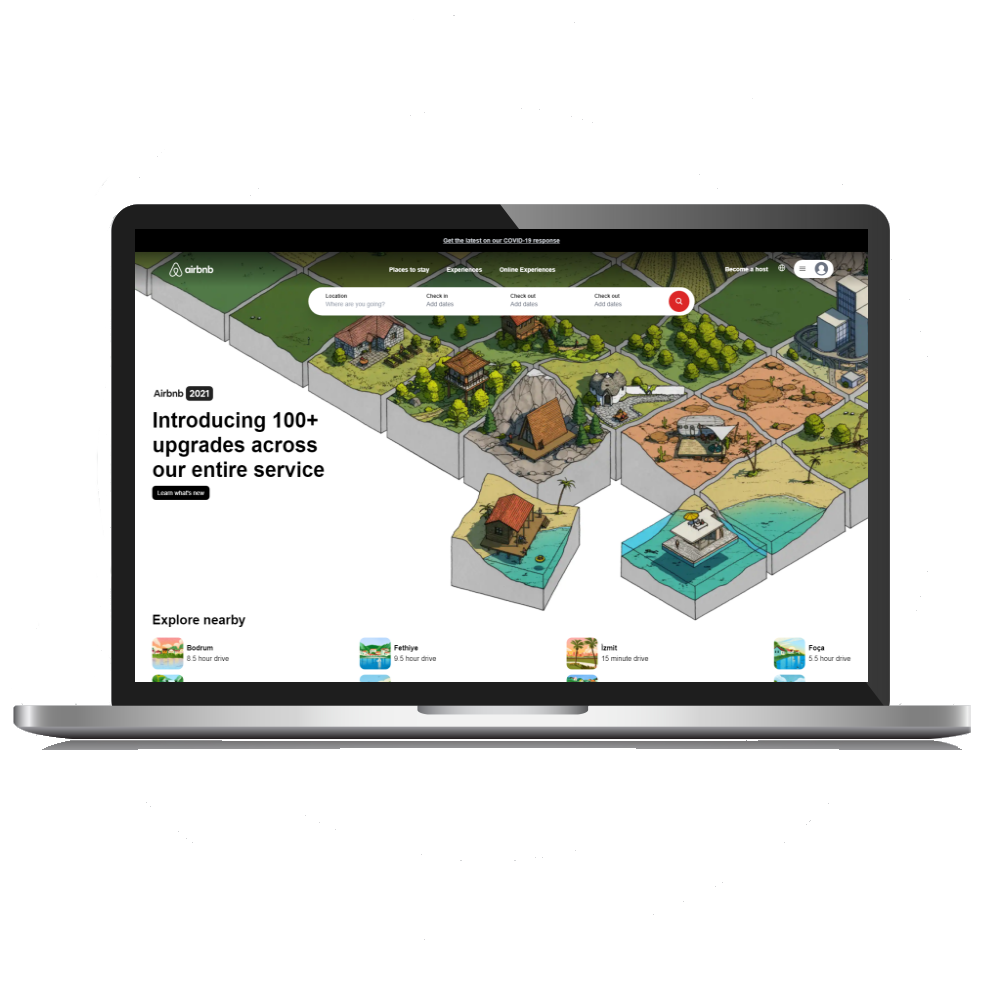 Get the latest on our COVID-19 response
airbnb
Places to stay Experiences Online Experiences
Become a host
Location Check in Check out Check out
Where are you going? Add dates Add dates Add dates
Airbnb 2021
Introducing 100+
upgrades across
our entire service
Learn what's new
Explore nearby
Bodrum Fethiye İzmit Foça
8.5 hour drive 9.5 hour drive 15 minute drive 5.5 hour drive